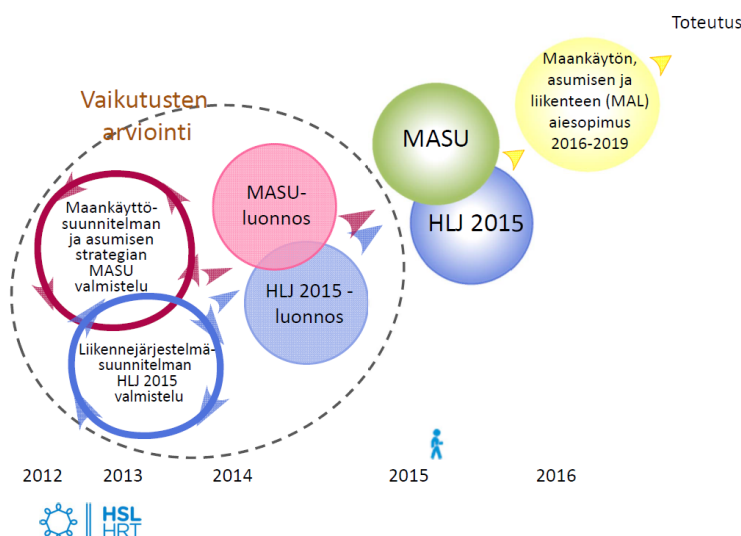 Toteutus
Maankäytön,
asumisen ja
liikenteen (MAL)
aiesopimus
2016-2019
Vaikutusten
arviointi
MASU
HLJ 2015
MASU-
luonnos
HLJ 2015 -
luonnos
Maankäyttö-
suunnitelman
ja asumisen
strategian
MASU
valmistelu
Liikennejärjestelmä-
suunnitelman
HLJ 2015
valmistelu
2012 2013 2014 2015 2016
HSL
HRT